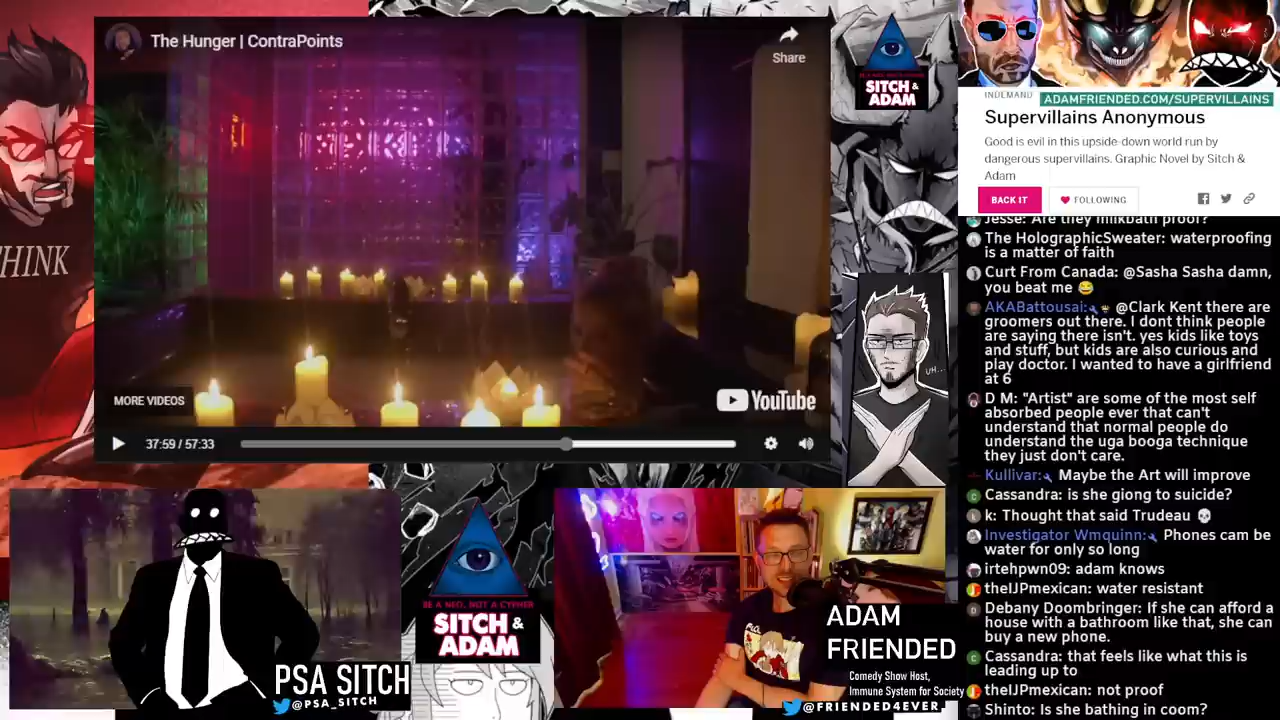 The Hunger | ContraPoints
Share
MORE VIDEOS
YouTube
37:59 / 57:33
THINK
SITCH &
ADAM
UH...
INDEMAND
ADAMFRIENDED.COM/SUPERVILLAINS
Supervillains Anonymous
Good is evil in this upside-down world run by
dangerous supervillains. Graphic Novel by Sitch &
Adam
BACK IT
FOLLOWING
Jesse: Are they milkbath proof?
The HolographicSweater: waterproofing
is a matter of faith
Curt From Canada: @Sasha Sasha damn,
you beat me 😅
AKABattousai: @Clark Kent there are
groomers out there. I dont think people
are saying there isn't. yes kids like toys
and stuff, but kids are also curious and
play doctor. I wanted to have a girlfriend
at 6
D M: "Artist" are some of the most self
absorbed people ever that can't
understand that normal people do
understand the uga booga technique
they just don't care.
Kullivar: Maybe the Art will improve
Cassandra: is she giong to suicide?
k: Thought that said Trudeau 💀
Investigator Wmquinn: Phones cam be
water for only so long
irtehpwn09: adam knows
theIJPmexican: water resistant
Debany Doombringer: If she can afford a
house with a bathroom like that, she can
buy a new phone.
Cassandra: that feels like what this is
leading up to
theIJPmexican: not proof
Shinto: Is she bathing in coom?
PSA SITCH
@PSA_SITCH
BE A NEO, NOT A CYPHER
SITCH &
ADAM
ADAM
FRIENDED
Comedy Show Host,
Immune System for Society
@FRIENDED4EVER